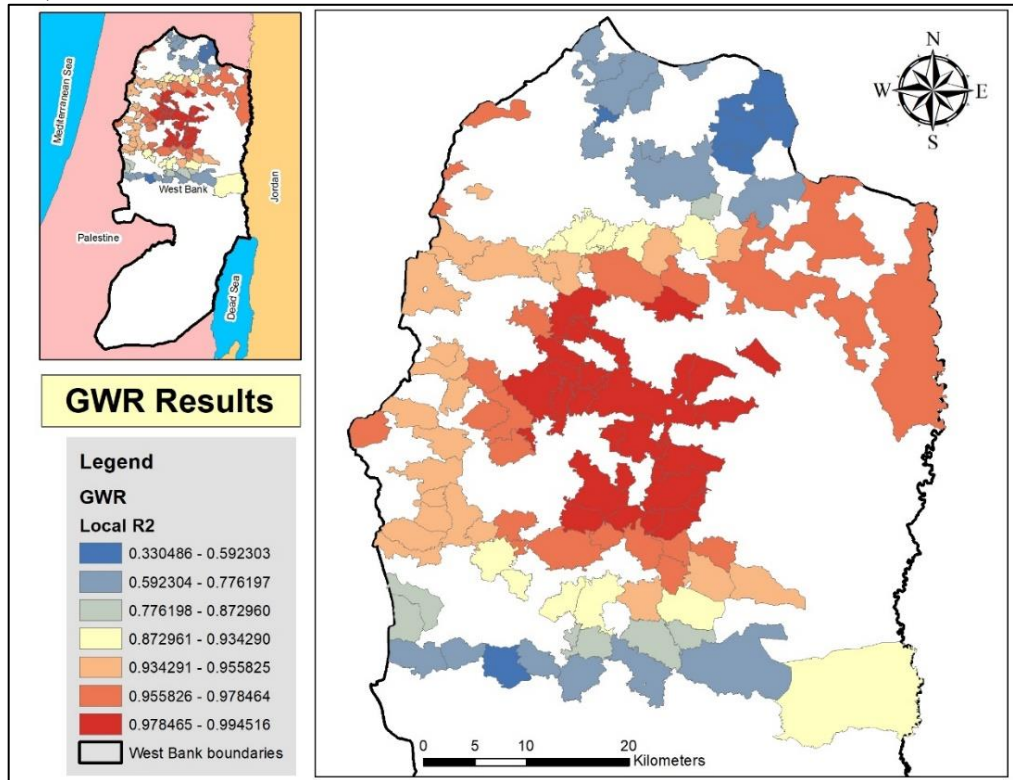 Mediterranean Sea
Palestine
West Bank
Jordan
Dead Sea
GWR Results
Legend
GWR
Local R2
0.330486 - 0.592303
0.592304 - 0.776197
0.776198 - 0.872960
0.872961 - 0.934290
0.934291 - 0.955825
0.955826 - 0.978464
0.978465 - 0.994516
West Bank boundaries
N
W
E
S
0 5 10 20
Kilometers